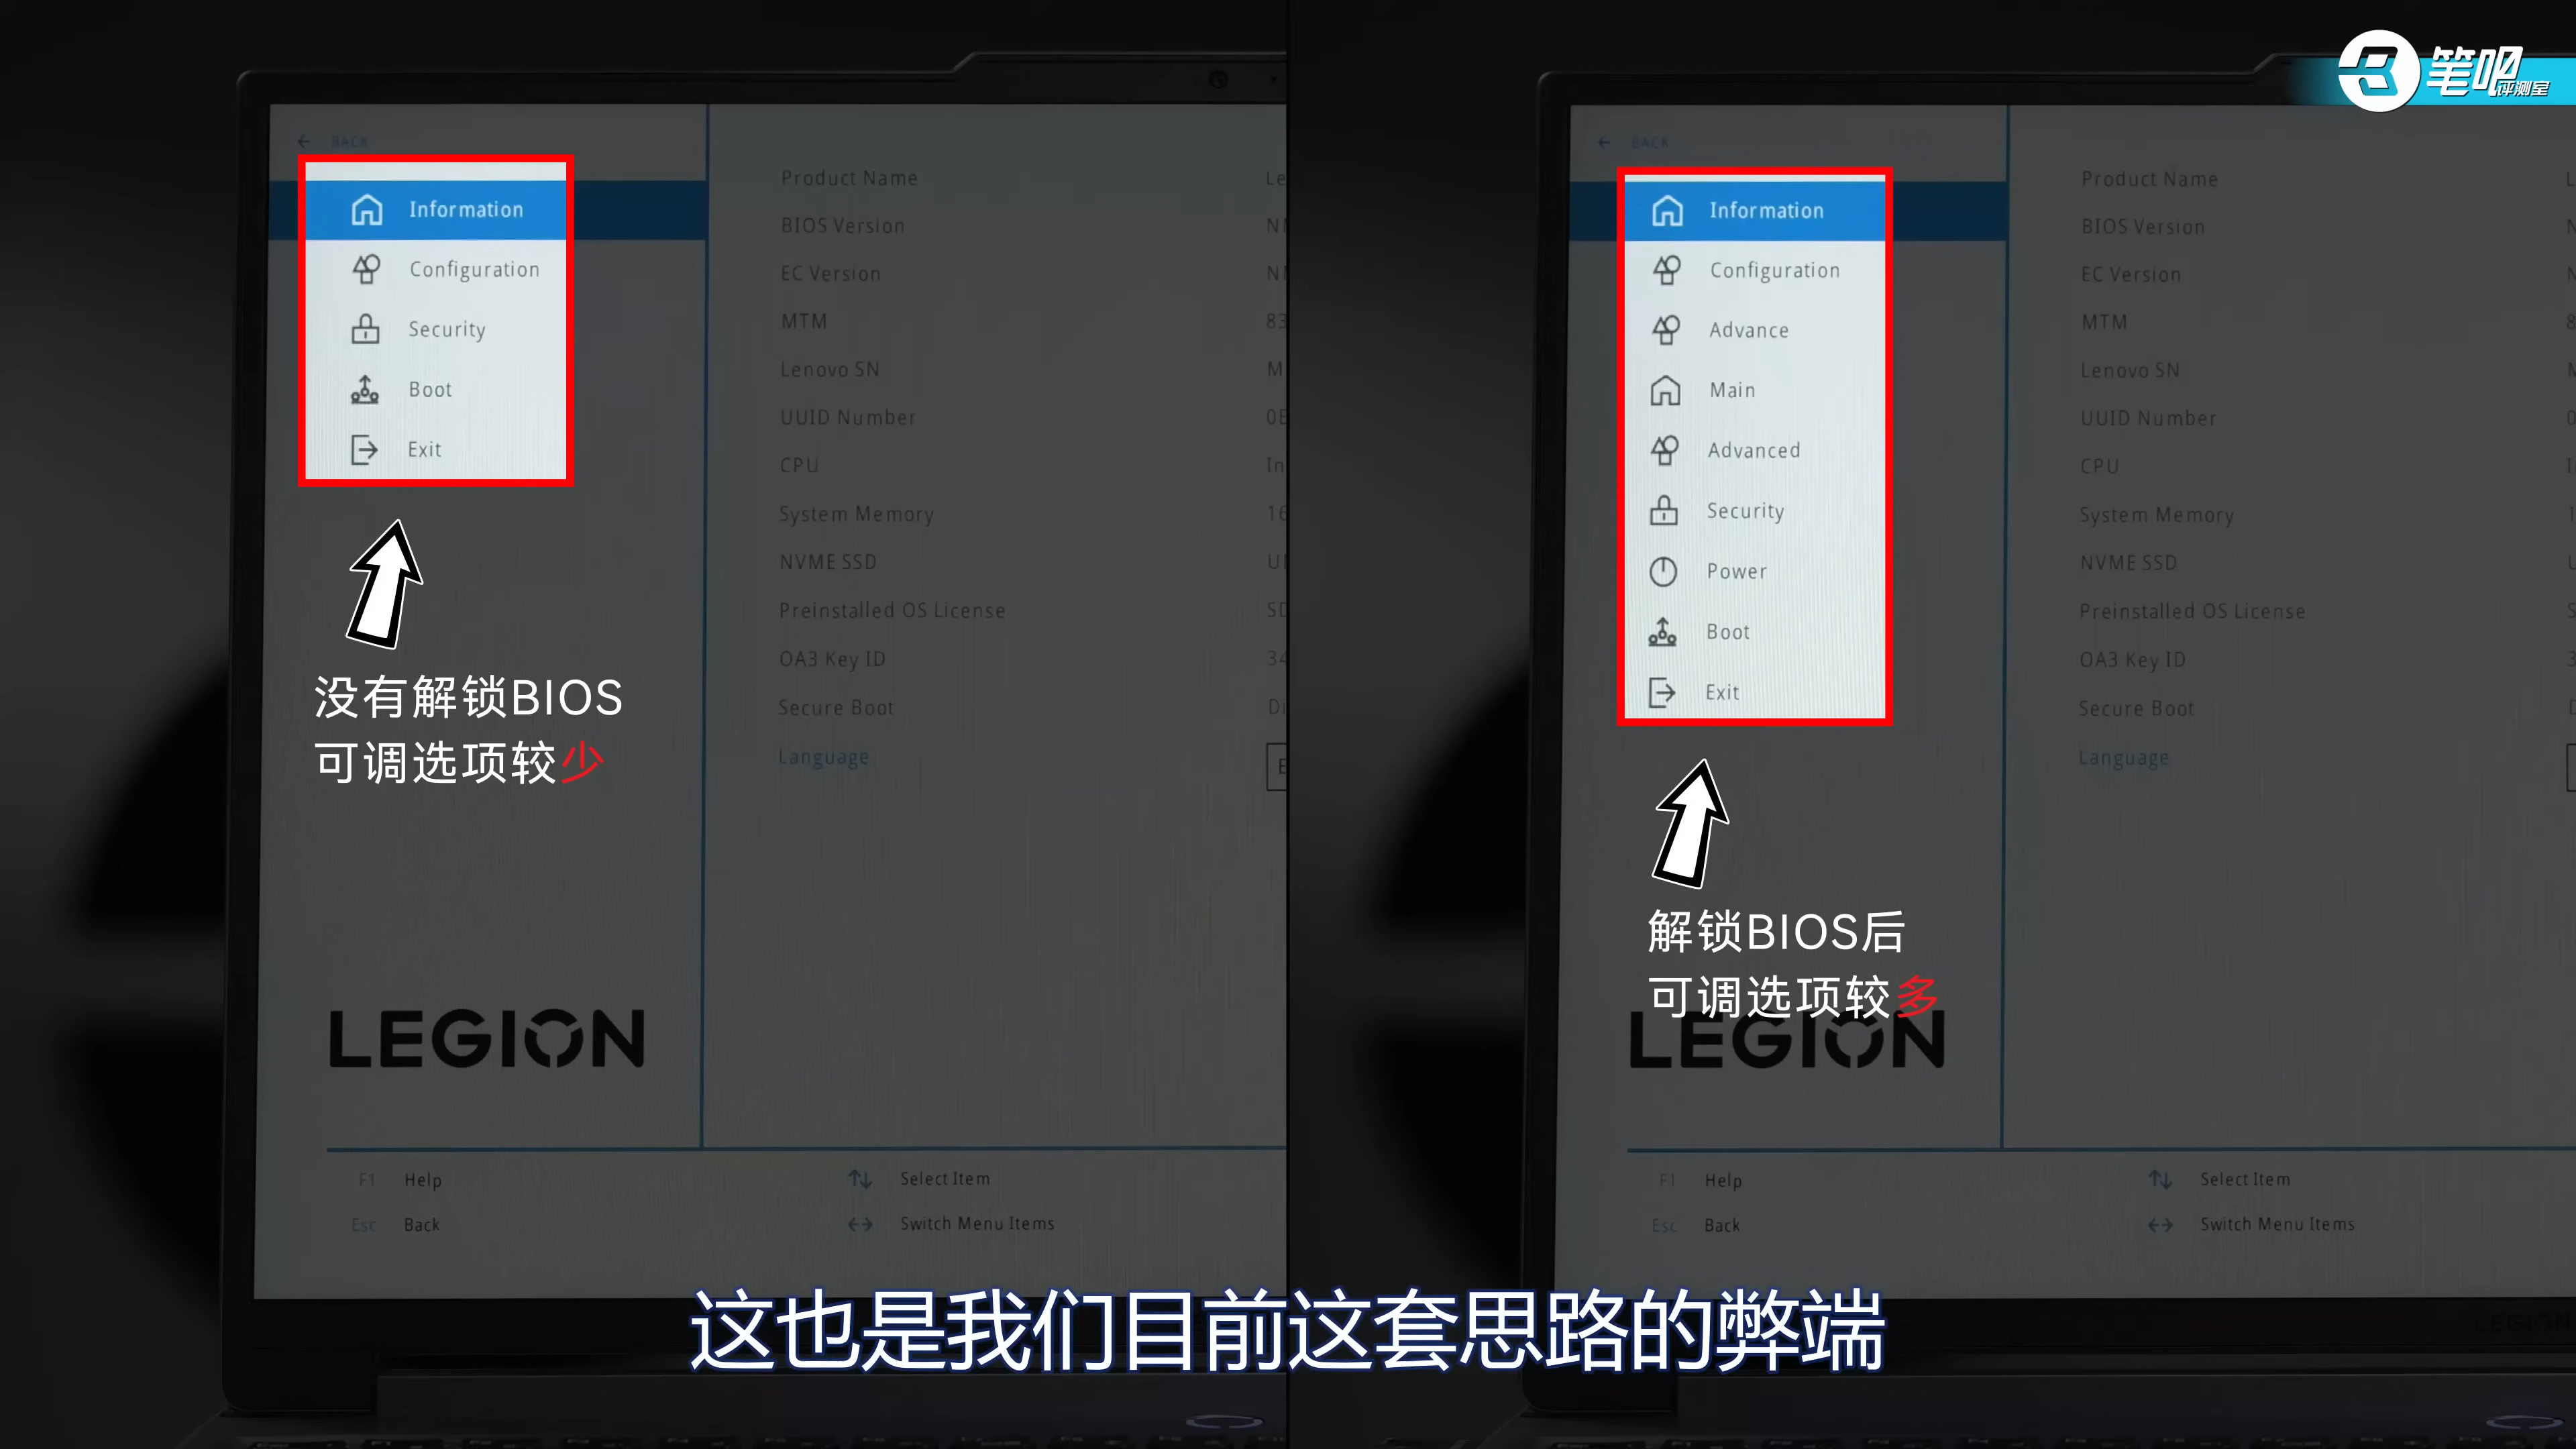 笔吧评测室
BACK
Information
Configuration
Security
Boot
Exit
没有解锁BIOS
可调选项较少
LEGION
Product Name
BIOS Version
EC Version
MTM
83
Lenovo SN
UUID Number
CPU
In
System Memory
16
NVME SSD
Preinstalled OS License
OA3 Key ID
34
Secure Boot
Di
Language
F1 Help
Select Item
Esc Back
Switch Menu Items
BACK
Information
Configuration
Advance
Main
Advanced
Security
Power
Boot
Exit
解锁BIOS后
可调选项较多
LEGION
Product Name
BIOS Version
EC Version
MTM
Lenovo SN
UUID Number
CPU
System Memory
NVME SSD
Preinstalled OS License
OA3 Key ID
Secure Boot
Language
F1 Help
Select Item
Esc Back
Switch Menu Items
这也是我们目前这套思路的弊端